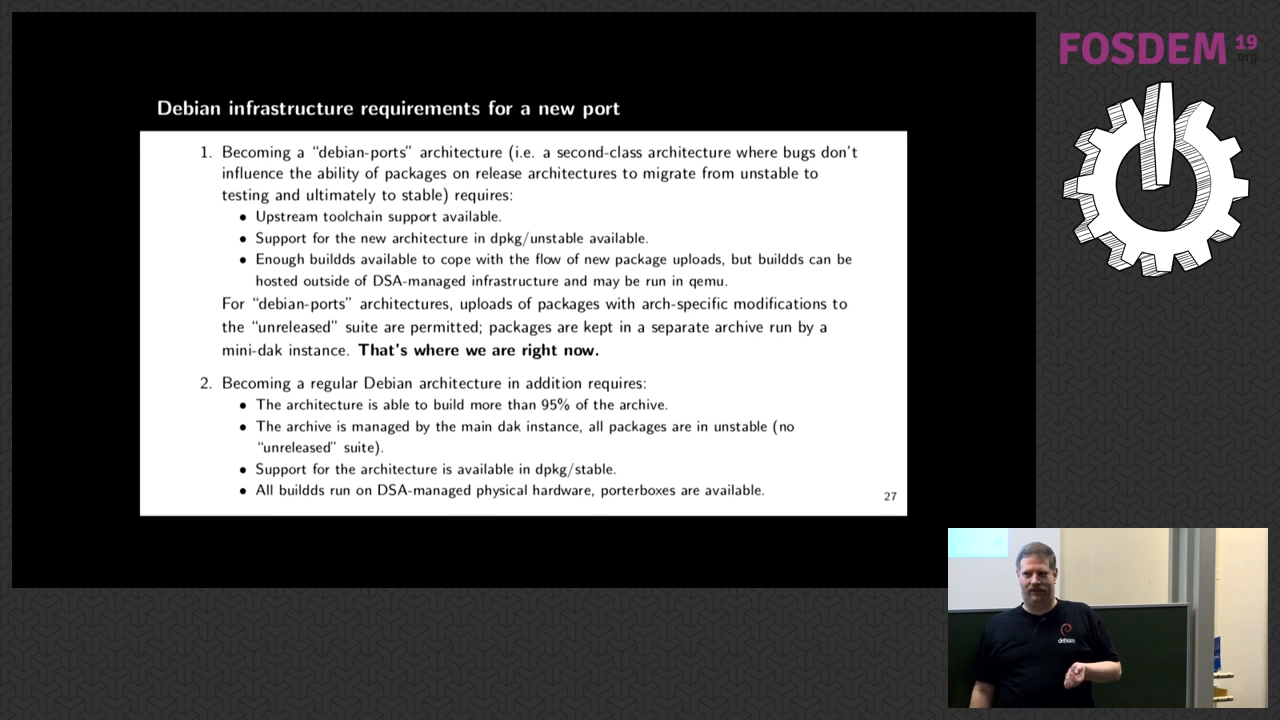 FOSDEM 19
.org
Debian infrastructure requirements for a new port
1. Becoming a “debian-ports” architecture (i.e. a second-class architecture where bugs don't
influence the ability of packages on release architectures to migrate from unstable to
testing and ultimately to stable) requires:
• Upstream toolchain support available.
• Support for the new architecture in dpkg/unstable available.
• Enough buildds available to cope with the flow of new package uploads, but buildds can be
hosted outside of DSA-managed infrastructure and may be run in qemu.
For “debian-ports” architectures, uploads of packages with arch-specific modifications to
the “unreleased” suite are permitted; packages are kept in a separate archive run by a
mini-dak instance. That's where we are right now.
2. Becoming a regular Debian architecture in addition requires:
• The architecture is able to build more than 95% of the archive.
• The archive is managed by the main dak instance, all packages are in unstable (no
“unreleased” suite).
• Support for the architecture is available in dpkg/stable.
• All buildds run on DSA-managed physical hardware, porterboxes are available.
27
debian